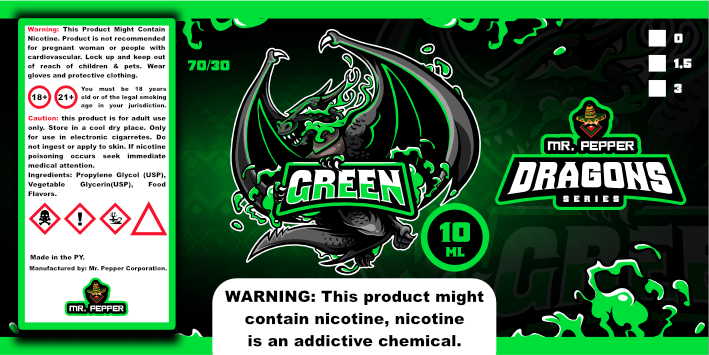 Warning: This Product Might Contain
Nicotine. Product is not recommended
for pregnant woman or people with
cardiovascular. Lock up and keep out
of reach of children & pets. Wear
gloves and protective clothing.
18+ 21+
You must be 18 years
old or of the legal smoking
age in your jurisdiction.
Caution: this product is for adult use
only. Store in a cool dry place. Only
for use in electronic cigarretes. Do
not ingest or apply to skin. If nicotine
poisoning occurs seek immediate
medical attention.
Ingredients: Propylene Glycol (USP),
Vegetable Glycerin(USP), Food
Flavors.
Made in the PY.
Manufactured by: Mr. Pepper Corporation.
MR. PEPPER
70/30
GREEN
10
ML
WARNING: This product might
contain nicotine, nicotine
is an addictive chemical.
0
1,5
3
MR. PEPPER
DRAGONS
SERIES
GREEN